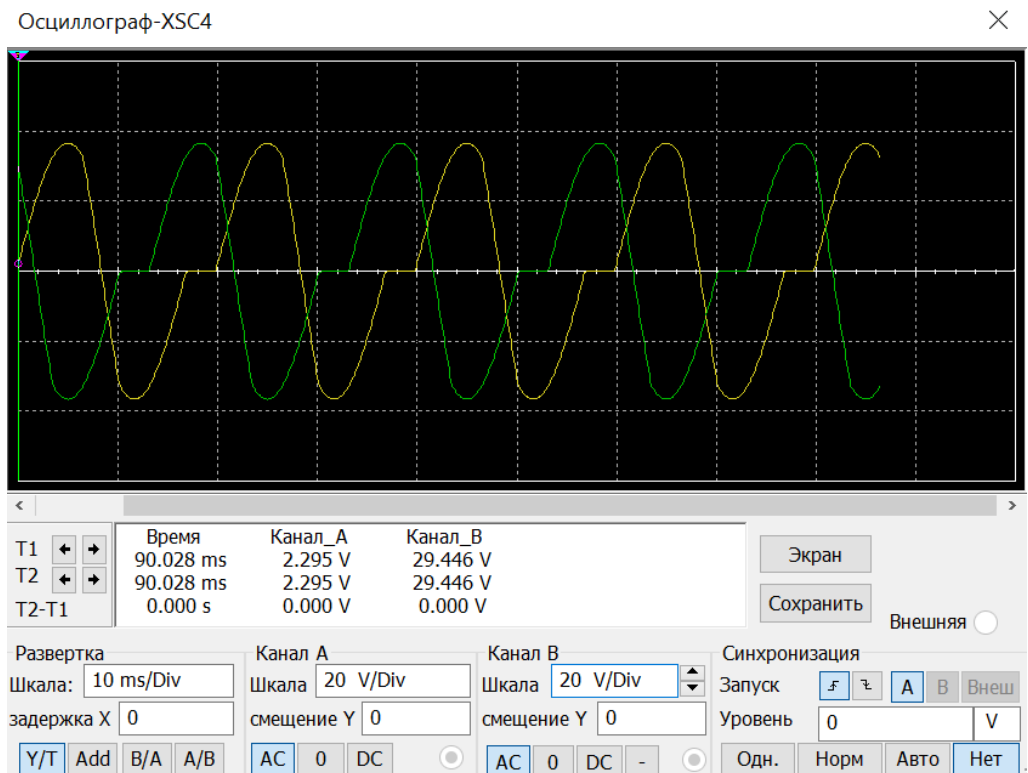 Осциллограф-XSC4
Время Канал_A Канал_B
T1 90.028 ms 2.295 V 29.446 V
T2 90.028 ms 2.295 V 29.446 V
T2-T1 0.000 s 0.000 V 0.000 V
Экран
Сохранить
Внешняя
Развертка
Шкала: 10 ms/Div
задержка X 0
Y/T Add B/A A/B
Канал A
Шкала 20 V/Div
смещение Y 0
AC 0 DC
Канал B
Шкала 20 V/Div
смещение Y 0
AC 0 DC -
Синхронизация
Запуск A B Внеш
Уровень 0 V
Одн. Норм Авто Нет